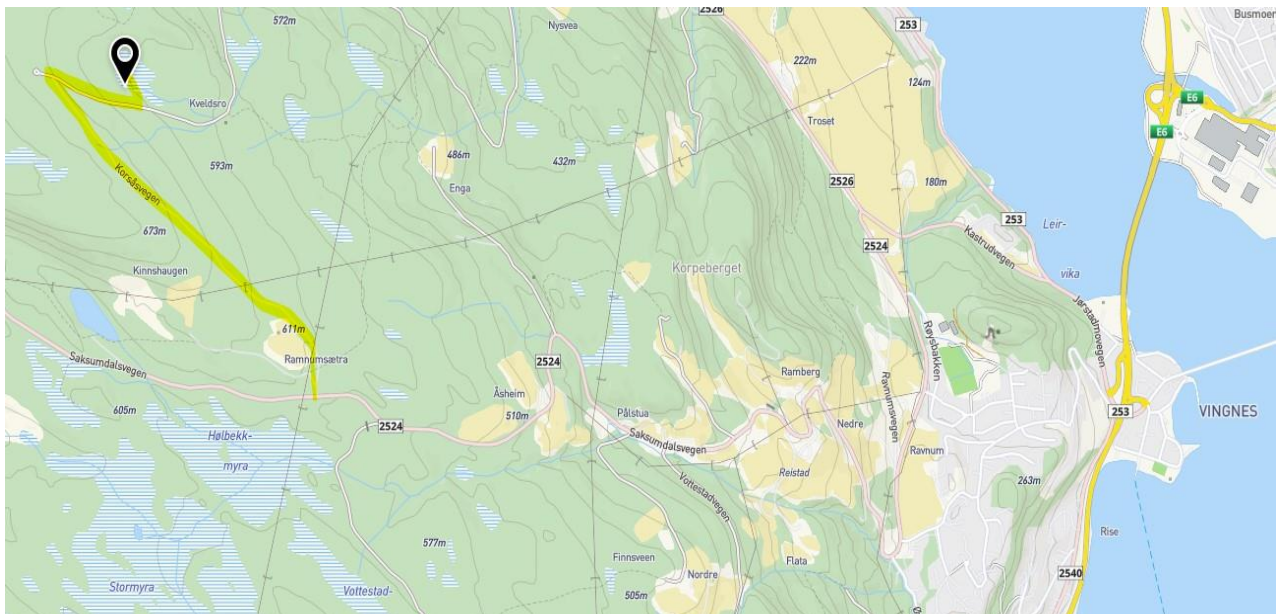 572m
Nysvea
2526
253
Busmoen
222m
124m
E6
Kveldsro
Troset
E6
486m
432m
593m
Enga
2526
180m
Korsåsvegen
253
Leir-
2524
Kastrudvegen
673m
vika
Kinnshaugen
Korpeberget
Jørstadmovegen
611m
Røysbakken
Ramnumsætra
Saksumdalsvegen
2524
Ramberg
Ravnumsvegen
Åsheim
605m
510m
Pålstua
253
VINGNES
2524
Nedre
Hølbekk-
myra
Saksumdalsvegen
Ravnum
Reistad
263m
Vottestadvegen
577m
Rise
Finnsveen
Flata
Stormyra
Vottestad-
Nordre
2540
505m